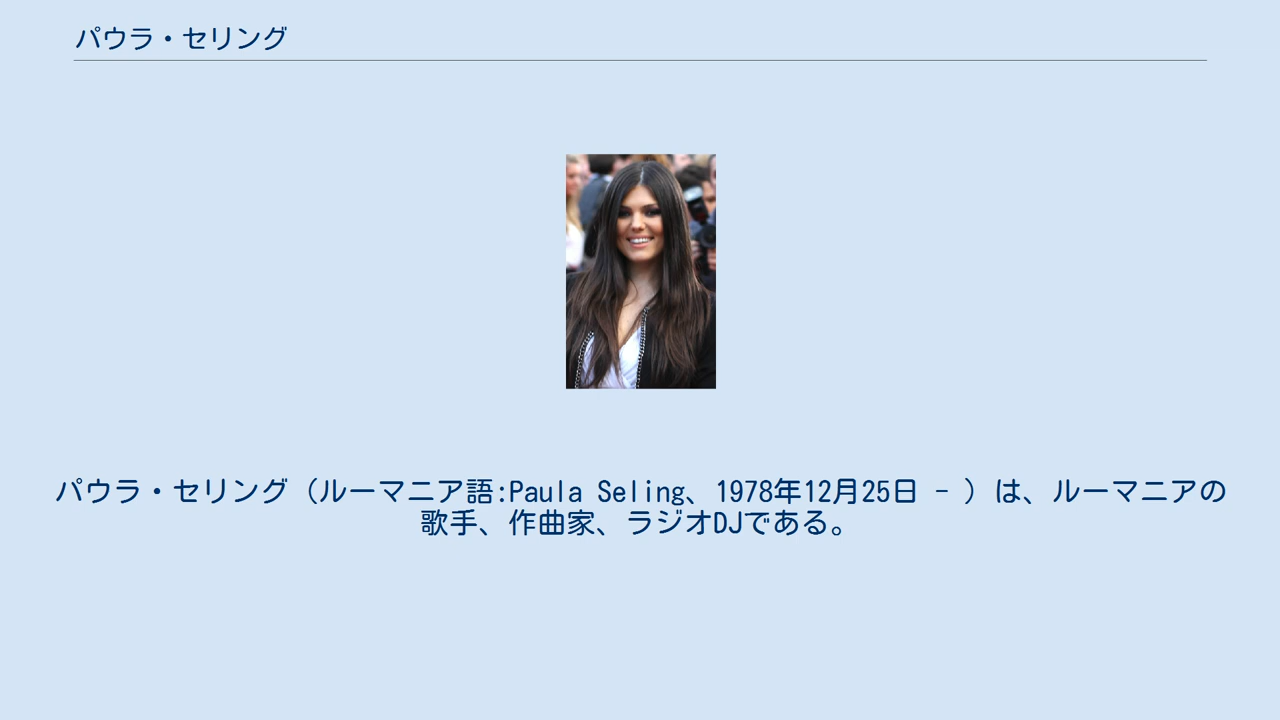 パウラ・セリング
パウラ・セリング（ルーマニア語:Paula Seling、1978年12月25日 - ）は、ルーマニアの
歌手、作曲家、ラジオDJである。